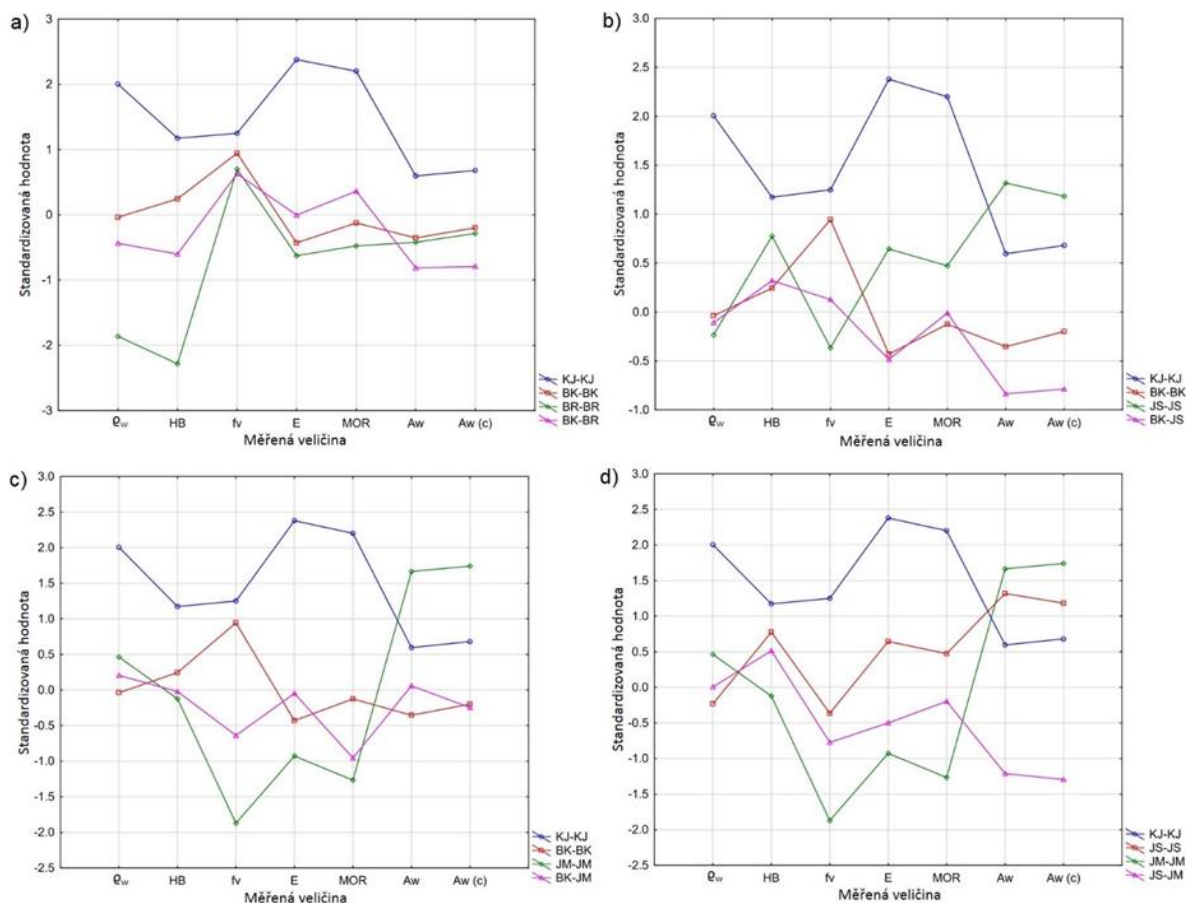 a)
3
2
1
0
-1
-2
-3
Standardizovaná hodnota
ϱw HB fv E MOR Aw Aw (c)
Měřená veličina
KJ-KJ
BK-BK
BR-BR
BK-BR
b)
3.0
2.5
2.0
1.5
1.0
0.5
0.0
-0.5
-1.0
Standardizovaná hodnota
ϱw HB fv E MOR Aw Aw (c)
Měřená veličina
KJ-KJ
BK-BK
JS-JS
BK-JS
c)
3.0
2.5
2.0
1.5
1.0
0.5
0.0
-0.5
-1.0
-1.5
-2.0
-2.5
Standardizovaná hodnota
ϱw HB fv E MOR Aw Aw (c)
Měřená veličina
KJ-KJ
BK-BK
JM-JM
BK-JM
d)
3.0
2.5
2.0
1.5
1.0
0.5
0.0
-0.5
-1.0
-1.5
-2.0
-2.5
Standardizovaná hodnota
ϱw HB fv E MOR Aw Aw (c)
Měřená veličina
KJ-KJ
JS-JS
JM-JM
JS-JM